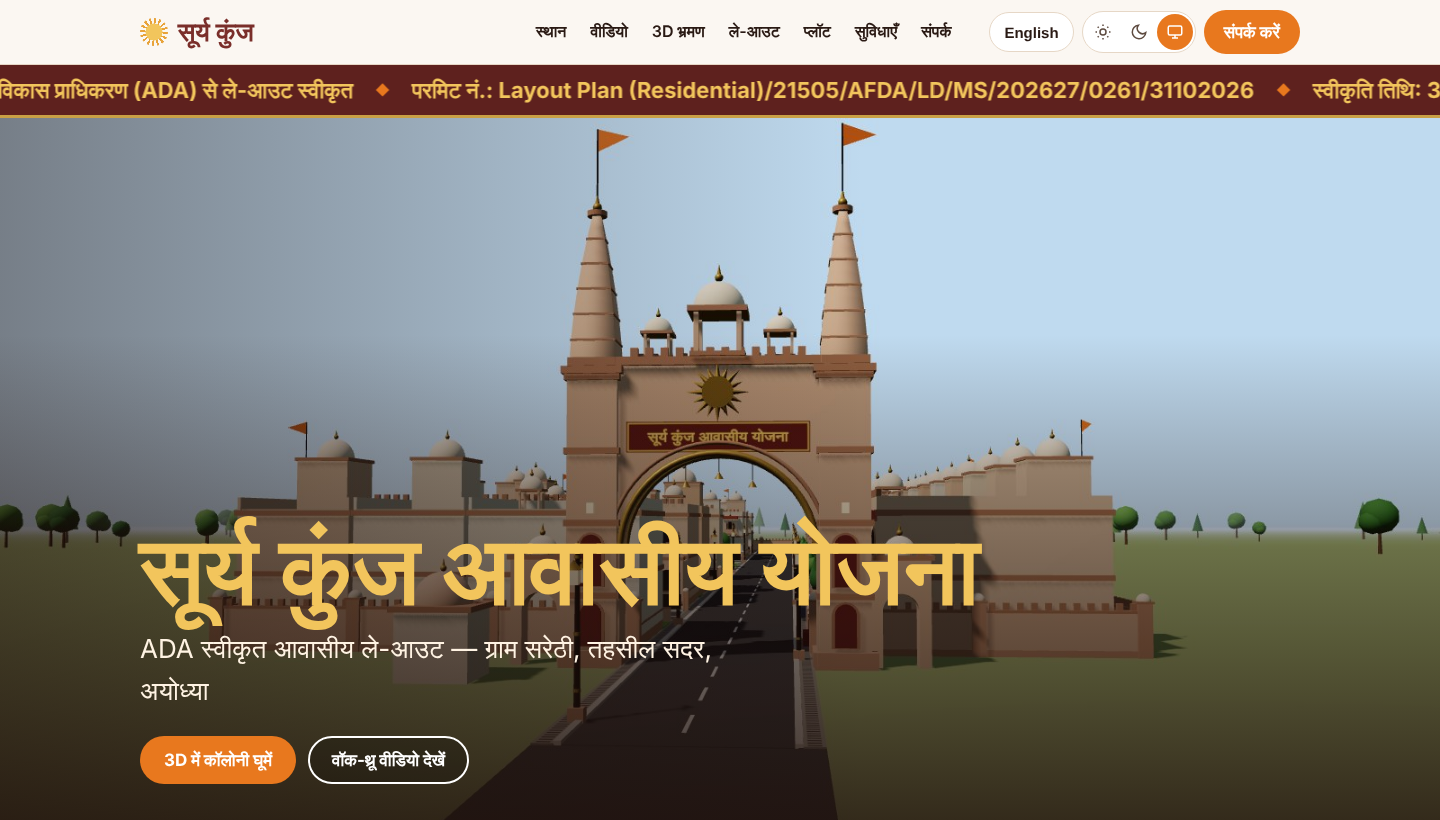 सूर्य कुंज
स्थान वीडियो 3D भ्रमण ले-आउट प्लॉट सुविधाएँ संपर्क English संपर्क करें
विकास प्राधिकरण (ADA) से ले-आउट स्वीकृत ◆ परमिट नं.: Layout Plan (Residential)/21505/AFDA/LD/MS/202627/0261/31102026 ◆ स्वीकृति तिथि: 3
सूर्य कुंज आवासीय योजना
सूर्य कुंज आवासीय योजना
ADA स्वीकृत आवासीय ले-आउट — ग्राम सरेठी, तहसील सदर,
अयोध्या
3D में कॉलोनी घूमें वॉक-थ्रू वीडियो देखें